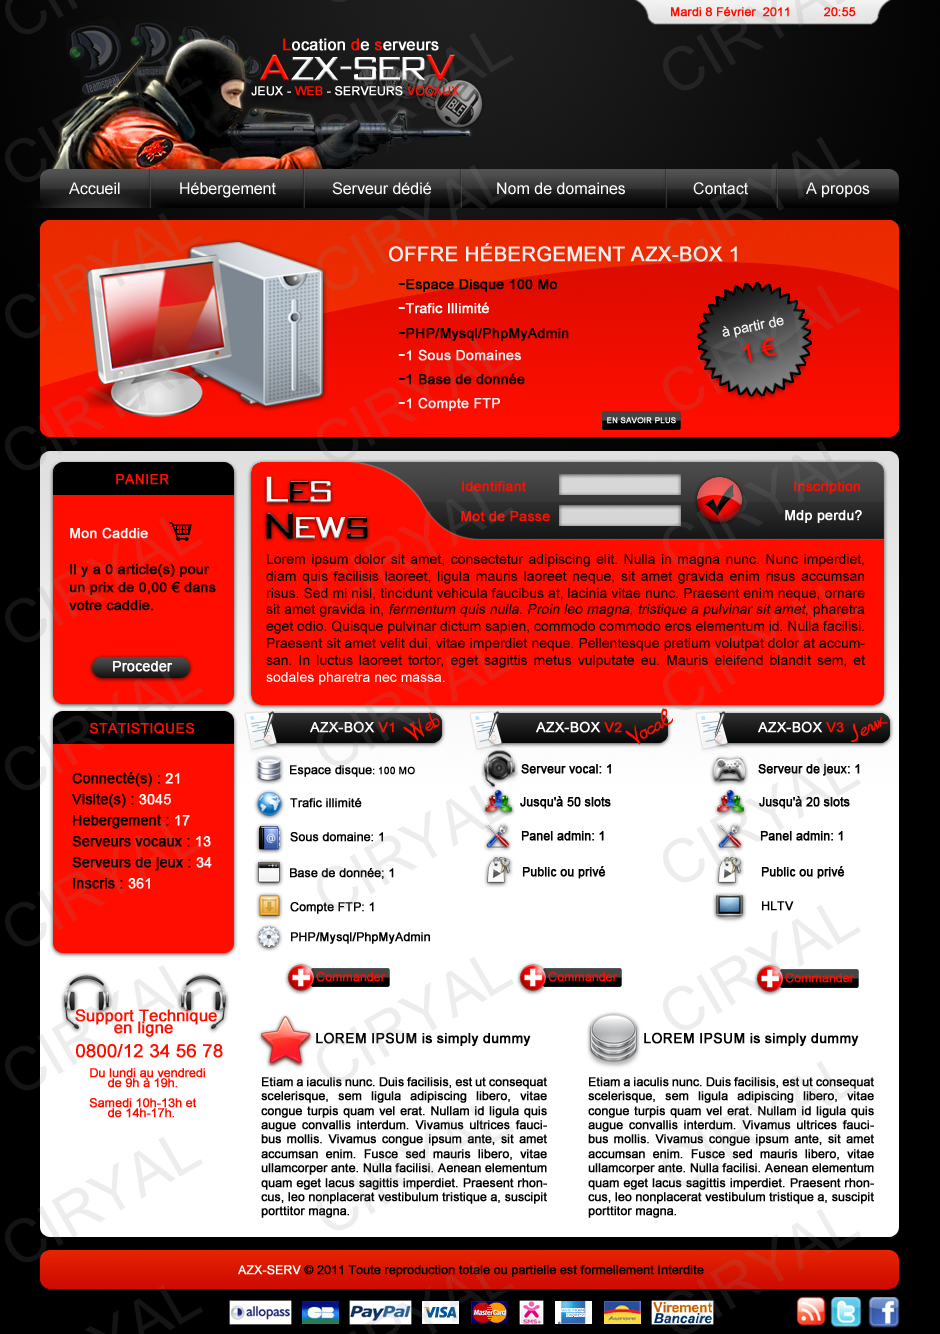 Mardi 8 Février 2011 20:55
Location de serveurs
AZX-SERV
JEUX - WEB - SERVEURS VOCAUX
Accueil Hébergement Serveur dédié Nom de domaines Contact A propos
OFFRE HÉBERGEMENT AZX-BOX 1
-Espace Disque 100 Mo
-Trafic Illimité
-PHP/Mysql/PhpMyAdmin
-1 Sous Domaines
-1 Base de donnée
-1 Compte FTP
à partir de
1 €
EN SAVOIR PLUS
PANIER
Mon Caddie
Il y a 0 article(s) pour
un prix de 0,00 € dans
votre caddie.
Proceder
LES
NEWS
Identifiant
Mot de Passe
Inscription
Mdp perdu?
Lorem ipsum dolor sit amet, consectetur adipiscing elit. Nulla in magna nunc. Nunc imperdiet,
diam quis facilisis laoreet, ligula mauris laoreet neque, sit amet gravida enim risus accumsan
risus. Sed mi nisl, tincidunt vehicula faucibus at, lacinia vitae nunc. Praesent enim neque, ornare
sit amet gravida in, fermentum quis nulla. Proin leo magna, tristique a pulvinar sit amet, pharetra
eget odio. Quisque pulvinar dictum sapien, commodo commodo eros elementum id. Nulla facilisi.
Praesent sit amet velit dui, vitae imperdiet neque. Pellentesque pretium volutpat dolor at accum-
san. In luctus laoreet tortor, eget sagittis metus vulputate eu. Mauris eleifend blandit sem, et
sodales pharetra nec massa.
STATISTIQUES
Connecté(s) : 21
Visite(s) : 3045
Hebergement : 17
Serveurs vocaux : 13
Serveurs de jeux : 34
Inscris : 361
AZX-BOX V1 Web
Espace disque: 100 MO
Trafic illimité
Sous domaine: 1
Base de donnée; 1
Compte FTP: 1
PHP/Mysql/PhpMyAdmin
Commander
AZX-BOX V2 Vocal
Serveur vocal: 1
Jusqu'à 50 slots
Panel admin: 1
Public ou privé
Commander
AZX-BOX V3 Jeux
Serveur de jeux: 1
Jusqu'à 20 slots
Panel admin: 1
Public ou privé
HLTV
Commander
Support Technique
en ligne
0800/12 34 56 78
Du lundi au vendredi
de 9h à 19h.
Samedi 10h-13h et
de 14h-17h.
LOREM IPSUM is simply dummy
Etiam a iaculis nunc. Duis facilisis, est ut consequat
scelerisque, sem ligula adipiscing libero, vitae
congue turpis quam vel erat. Nullam id ligula quis
augue convallis interdum. Vivamus ultrices fauci-
bus mollis. Vivamus congue ipsum ante, sit amet
accumsan enim. Fusce sed mauris libero, vitae
ullamcorper ante. Nulla facilisi. Aenean elementum
quam eget lacus sagittis imperdiet. Praesent rhon-
cus, leo nonplacerat vestibulum tristique a, suscipit
porttitor magna.
LOREM IPSUM is simply dummy
Etiam a iaculis nunc. Duis facilisis, est ut consequat
scelerisque, sem ligula adipiscing libero, vitae
congue turpis quam vel erat. Nullam id ligula quis
augue convallis interdum. Vivamus ultrices fauci-
bus mollis. Vivamus congue ipsum ante, sit amet
accumsan enim. Fusce sed mauris libero, vitae
ullamcorper ante. Nulla facilisi. Aenean elementum
quam eget lacus sagittis imperdiet. Praesent rhon-
cus, leo nonplacerat vestibulum tristique a, suscipit
porttitor magna.
AZX-SERV © 2011 Toute reproduction totale ou partielle est formellement Interdite
allopass CB PayPal VISA MasterCard SMS+ Virement
Bancaire
CIRYAL